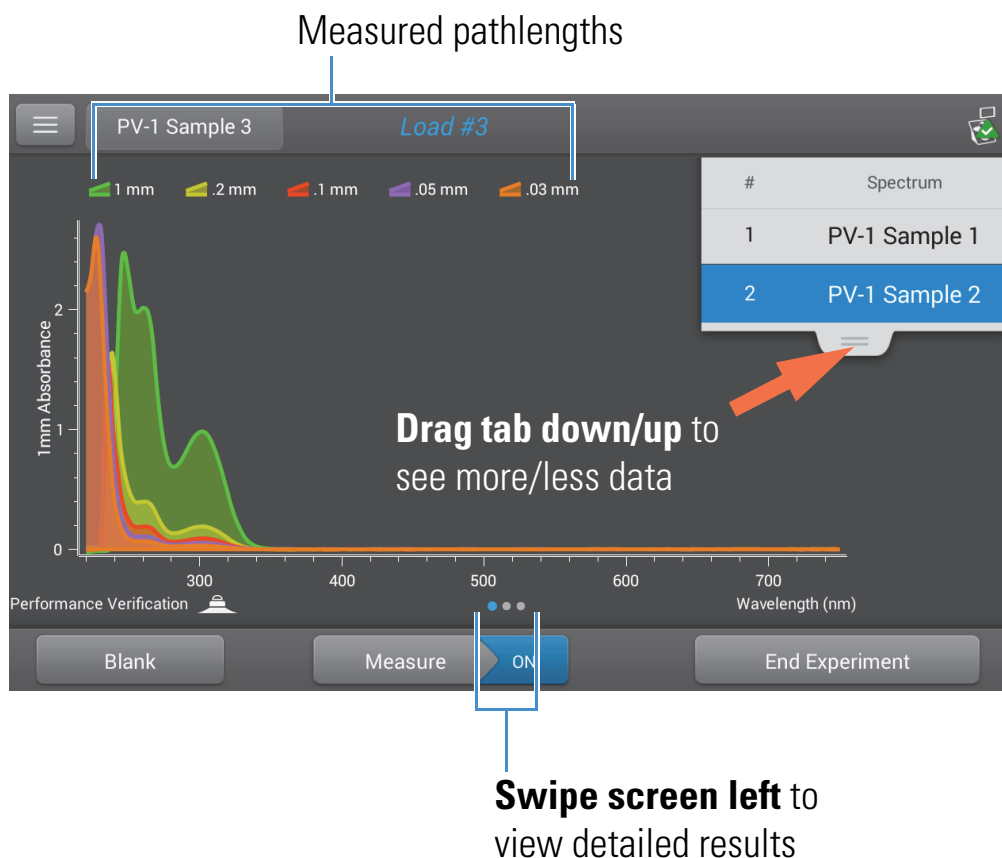 Measured pathlengths
PV-1 Sample 3
Load #3
1 mm
.2 mm
.1 mm
.05 mm
.03 mm
# Spectrum
1 PV-1 Sample 1
2 PV-1 Sample 2
Drag tab down/up to
see more/less data
1mm Absorbance
2
1
0
300 400 500 600 700
Performance Verification
Wavelength (nm)
Blank
Measure
ON
End Experiment
Swipe screen left to
view detailed results